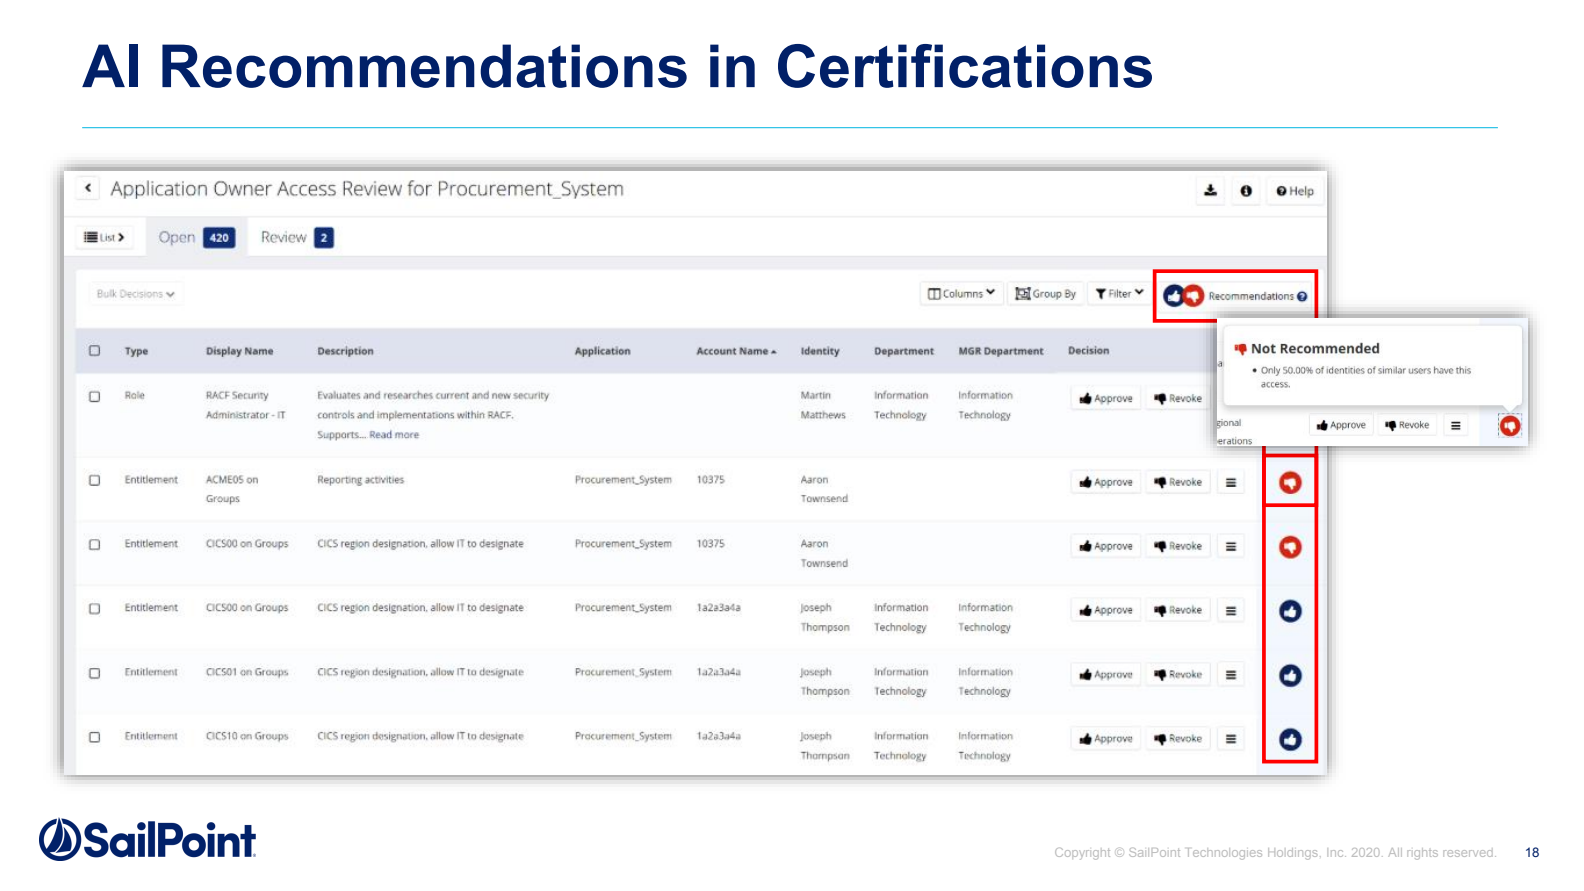 AI Recommendations in Certifications
Application Owner Access Review for Procurement_System
Help
List
Open 420
Review 2
Bulk Decisions
Columns
Group By
Filter
Recommendations
Type Display Name Description Application Account Name Identity Department MGR Department Decision
Not Recommended
Only 50.00% of identities of similar users have this
access.
gional
erations
Approve Revoke
Role RACF Security Evaluates and researches current and new security Martin Information Information Approve Revoke
Administrator - IT controls and implementations within RACF. Matthews Technology Technology
Supports... Read more
Entitlement ACME05 on Reporting activities Procurement_System 10375 Aaron Approve Revoke
Groups Townsend
Entitlement CICS00 on Groups CICS region designation, allow IT to designate Procurement_System 10375 Aaron Approve Revoke
Townsend
Entitlement CICS00 on Groups CICS region designation, allow IT to designate Procurement_System 1a2a3a4a Joseph Information Information Approve Revoke
Thompson Technology Technology
Entitlement CICS01 on Groups CICS region designation, allow IT to designate Procurement_System 1a2a3a4a Joseph Information Information Approve Revoke
Thompson Technology Technology
Entitlement CICS10 on Groups CICS region designation, allow IT to designate Procurement_System 1a2a3a4a Joseph Information Information Approve Revoke
Thompson Technology Technology
SailPoint
Copyright © SailPoint Technologies Holdings, Inc. 2020. All rights reserved. 18